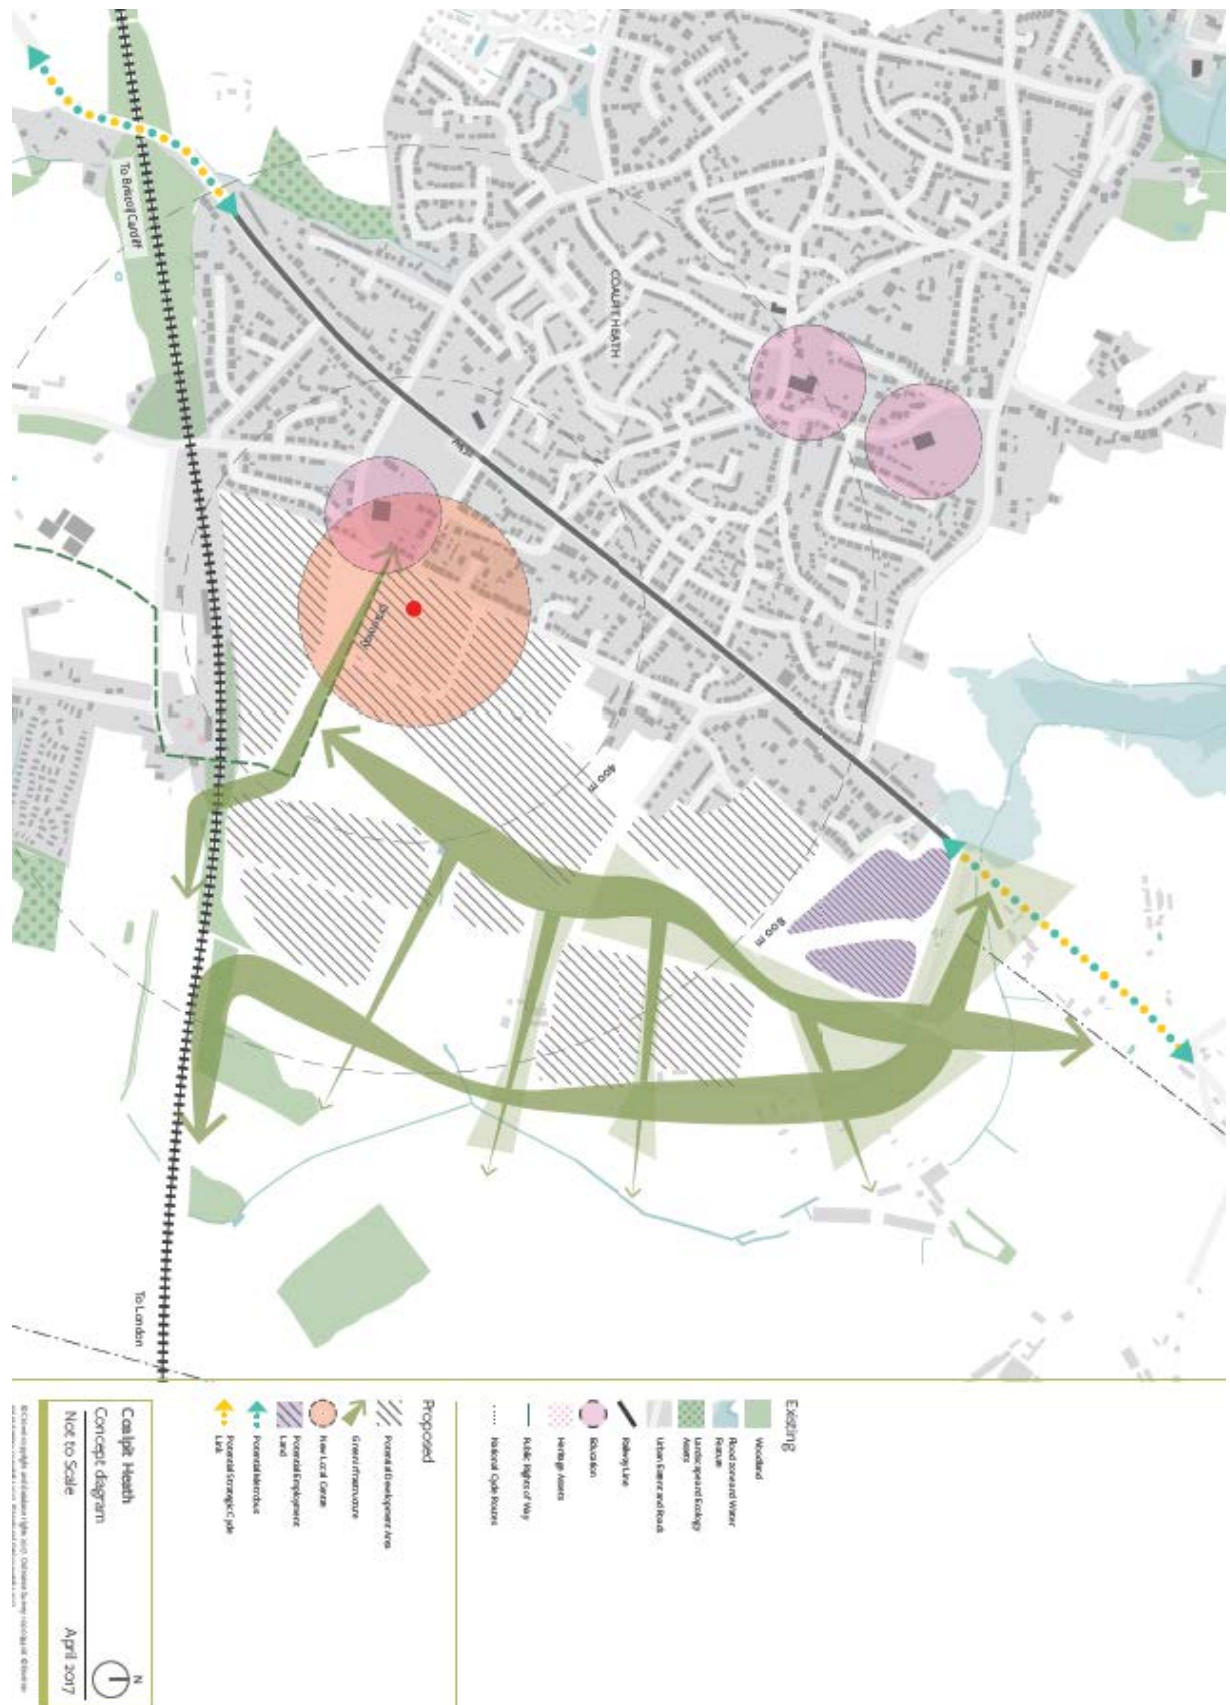 To Bristol/Cardiff
COALPIT HEATH
A432
400 m
800 m
To London
Existing
Woodland
Flood zone and Water
Feature
Landscape and Ecology
Assets
Urban Extent and Roads
Railway Line
Education
Heritage Assets
Public Rights of Way
National Cycle Routes
Proposed
Potential Development Area
Green Infrastructure
New Local Centre
Potential Employment
Land
Potential Metrobus
Potential Strategic Cycle
Link
Coalpit Heath
Concept diagram
Not to Scale
April 2017
N